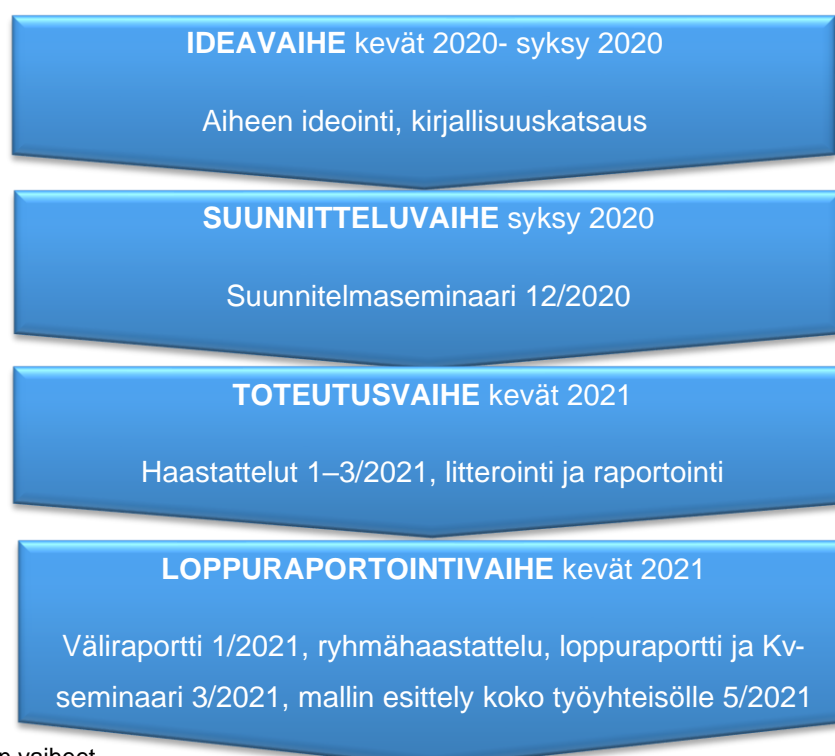 IDEAVAIHE kevät 2020- syksy 2020
Aiheen ideointi, kirjallisuuskatsaus
SUUNNITTELUVAIHE syksy 2020
Suunnitelmaseminaari 12/2020
TOTEUTUSVAIHE kevät 2021
Haastattelut 1–3/2021, litterointi ja raportointi
LOPPURAPORTOINTIVAIHE kevät 2021
Väliraportti 1/2021, ryhmähaastattelu, loppuraportti ja Kv-
seminaari 3/2021, mallin esittely koko työyhteisölle 5/2021
vaiheet